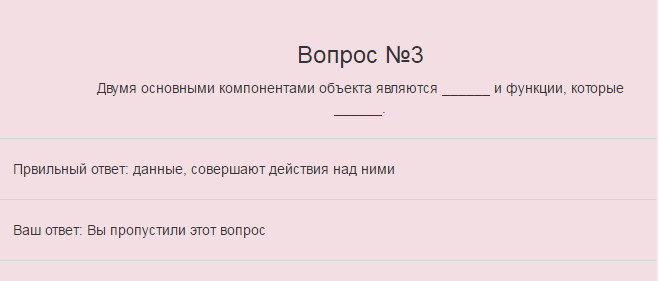 Вопрос №3
Двумя основными компонентами объекта являются ______ и функции, которые
______.
Првильный ответ: данные, совершают действия над ними
Ваш ответ: Вы пропустили этот вопрос